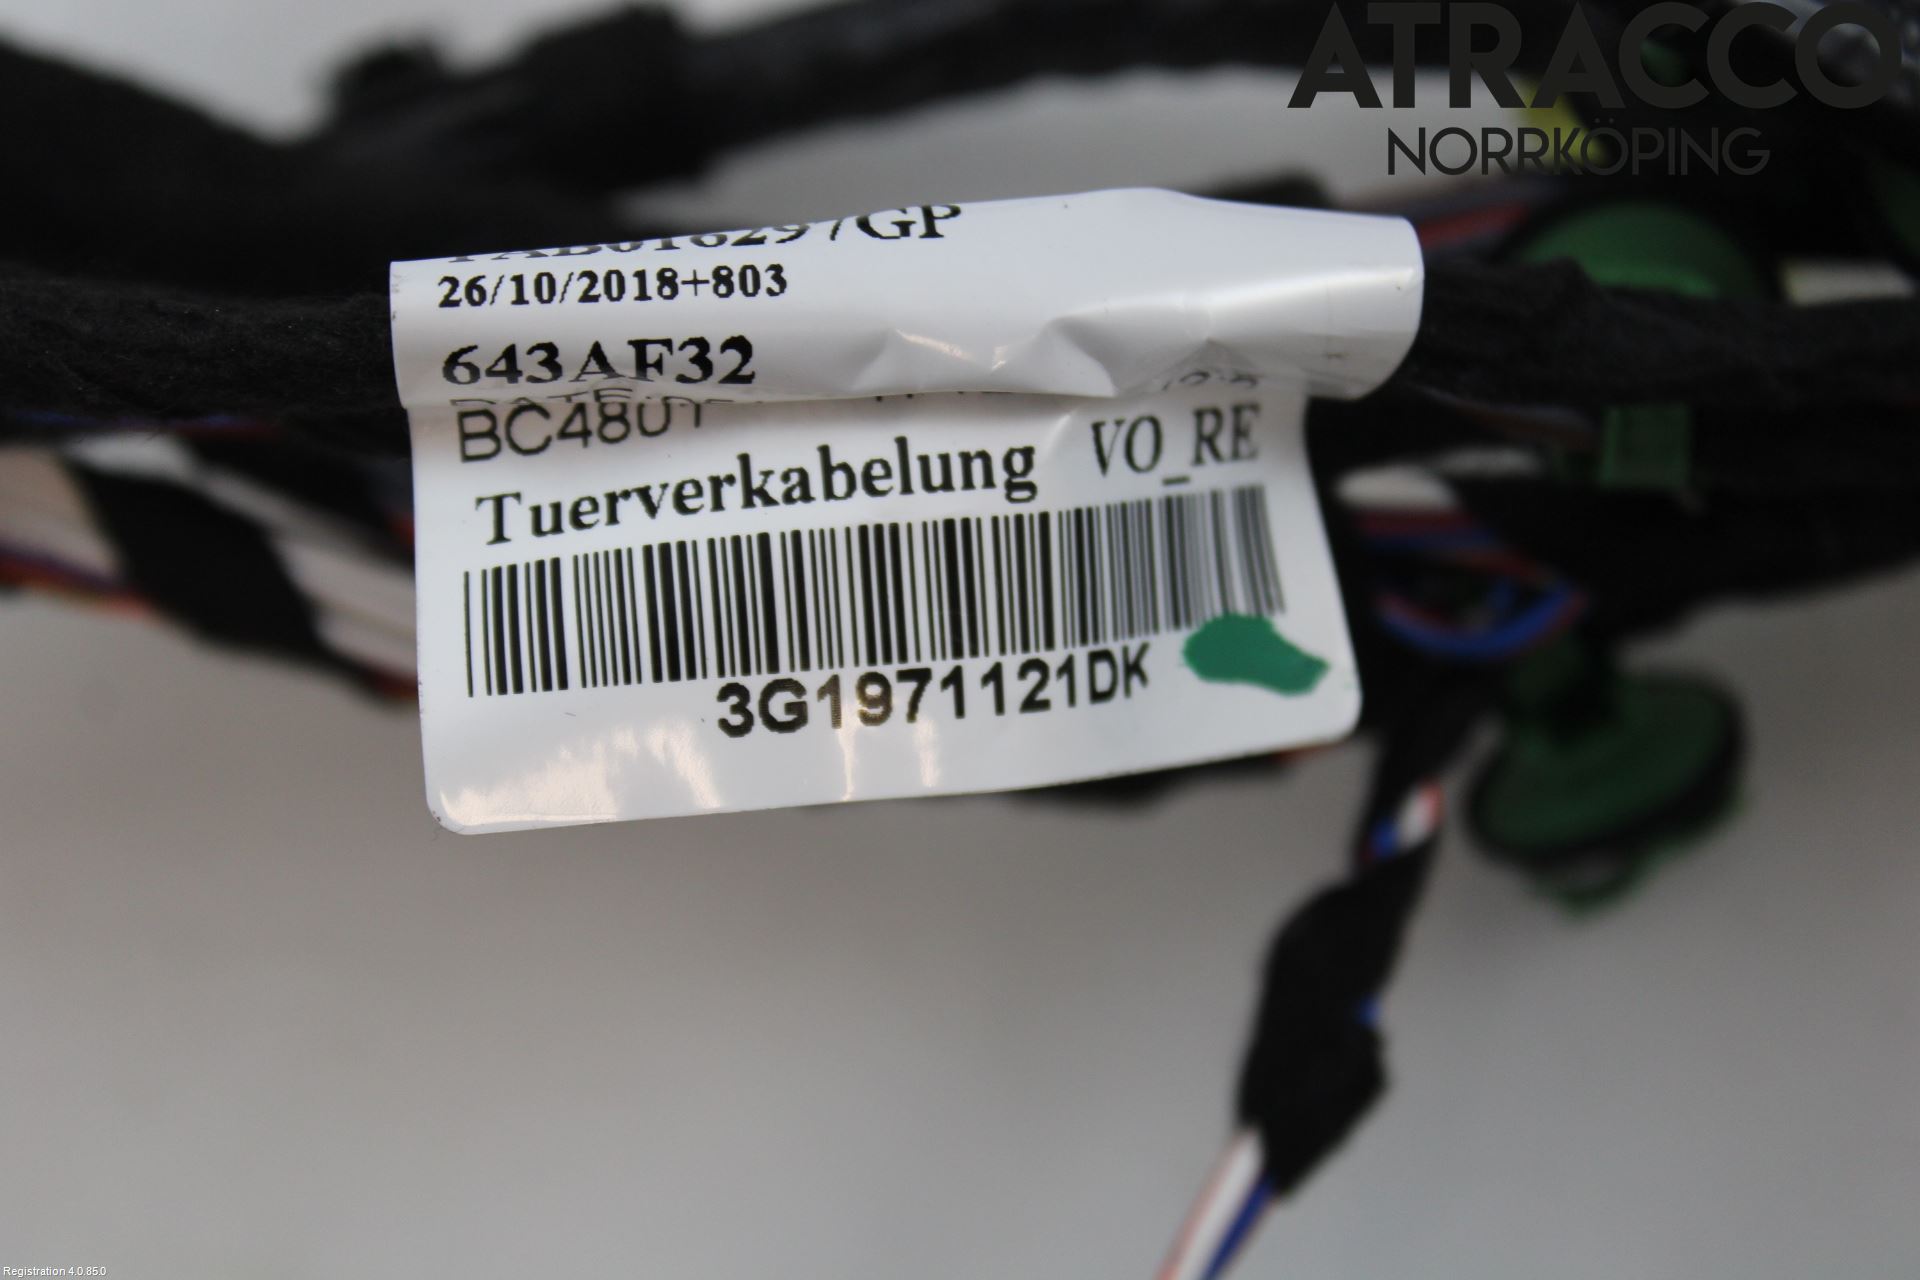 ATRACCO
NORRKÖPING
26/10/2018+803
643AF32
BC4801
Tuerverkabelung VO_RE
3G1971121DK
Registration 4.0.85.0